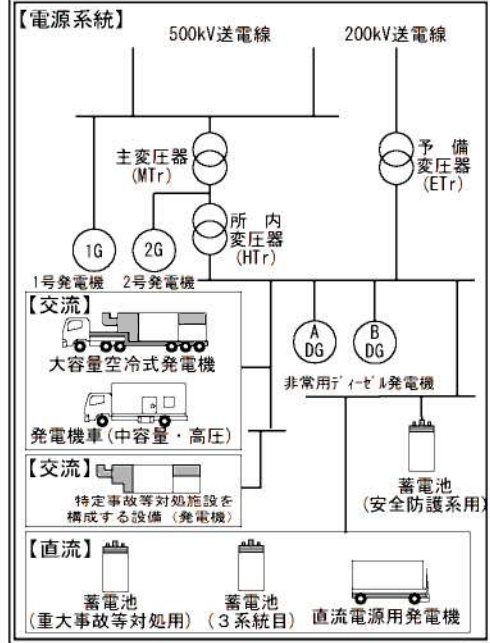 【電源系統】
500kV送電線
200kV送電線
主変圧器
(MTr)
予備
変圧器
(ETr)
所内
変圧器
(HTr)
1G
2G
1号発電機
2号発電機
【交流】
大容量空冷式発電機
発電機車(中容量・高圧)
A
DG
B
DG
非常用ディーゼル発電機
【交流】
特定事故等対処施設を
構成する設備(発電機)
蓄電池
(安全防護系用)
【直流】
蓄電池
(重大事故等対処用)
蓄電池
(3系統目)
直流電源用発電機